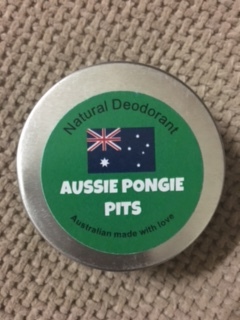 Natural Deodorant
AUSSIE PONGIE
PITS
Australian made with love